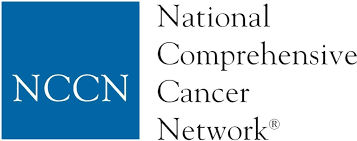 NCCN
National
Comprehensive
Cancer
Network®